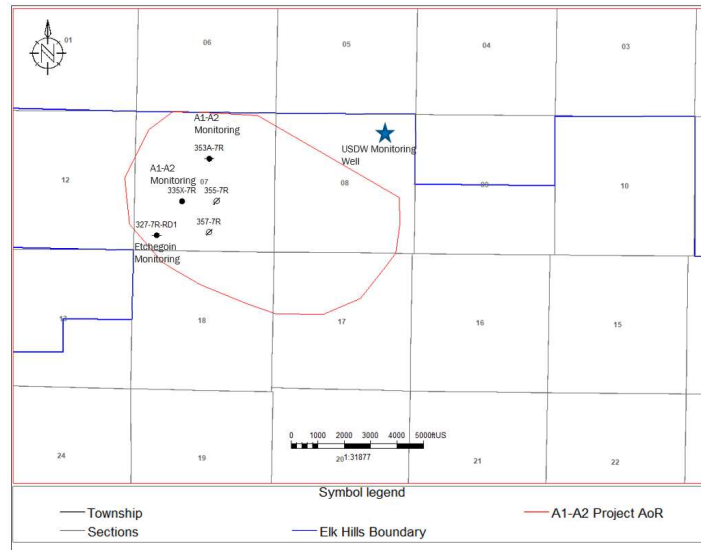 N
01
06
05
04
03
A1-A2
Monitoring
353A-7R
USDW Monitoring
Well
A1-A2
Monitoring
12
07
08
09
10
335X-7R
355-7R
327-7R-RD1
357-7R
Etchegoin
Monitoring
13
18
17
16
15
0 1000 2000 3000 4000 5000ftUS
1:31877
24
19
20
21
22
Symbol legend
Township
A1-A2 Project AoR
Sections
Elk Hills Boundary